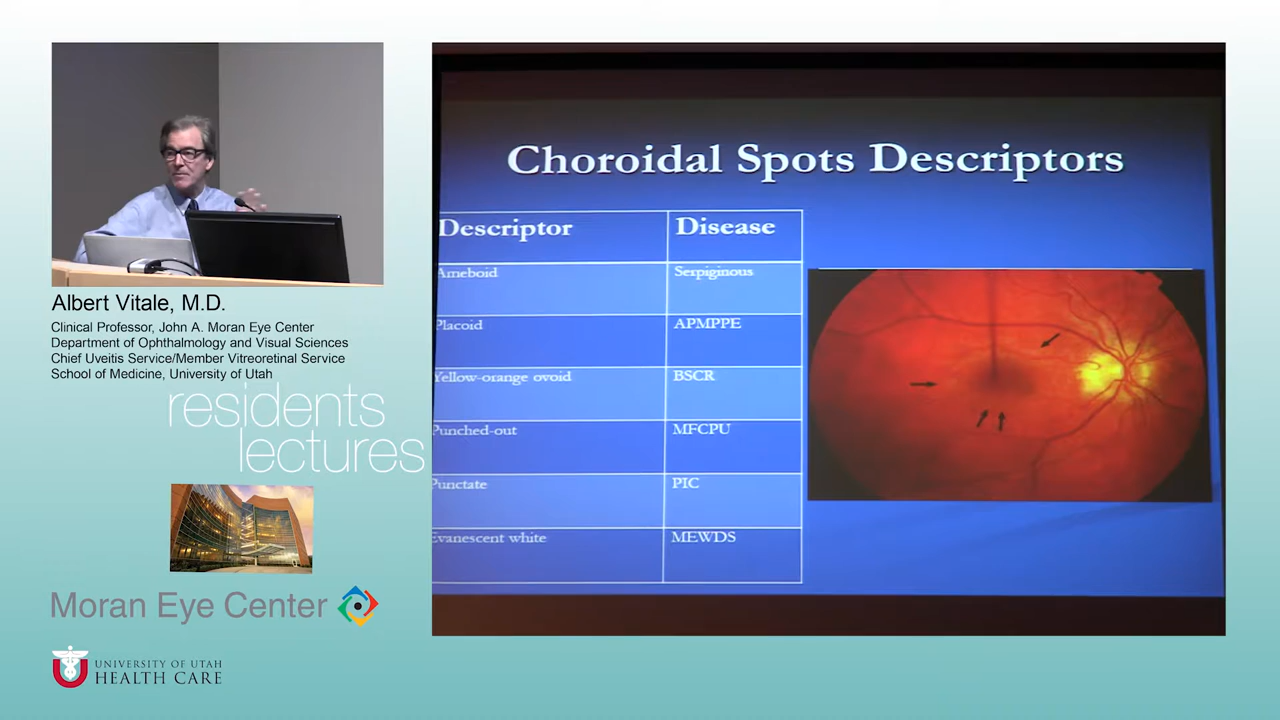 Choroidal Spots Descriptors
Descriptor Disease
Ameboid Serpiginous
Placoid APMPPE
Yellow-orange ovoid BSCR
Punched-out MFCPU
Punctate PIC
Evanescent white MEWDS
Albert Vitale, M.D.
Clinical Professor, John A. Moran Eye Center
Department of Ophthalmology and Visual Sciences
Chief Uveitis Service/Member Vitreoretinal Service
School of Medicine, University of Utah
residents
lectures
Moran Eye Center
UNIVERSITY OF UTAH
HEALTH CARE